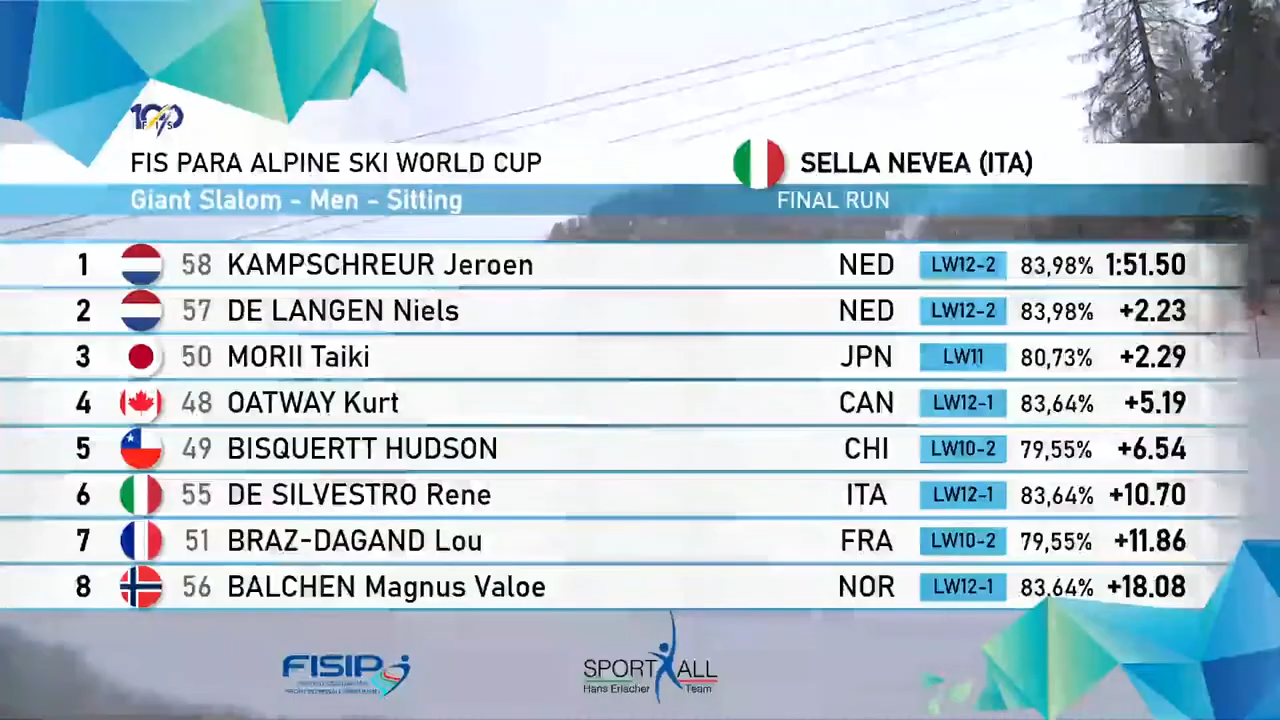 100
FIS
FIS PARA ALPINE SKI WORLD CUP
SELLA NEVEA (ITA)
Giant Slalom - Men - Sitting
FINAL RUN
1 58 KAMPSCHREUR Jeroen NED LW12-2 83,98% 1:51.50
2 57 DE LANGEN Niels NED LW12-2 83,98% +2.23
3 50 MORII Taiki JPN LW11 80,73% +2.29
4 48 OATWAY Kurt CAN LW12-1 83,64% +5.19
5 49 BISQUERTT HUDSON CHI LW10-2 79,55% +6.54
6 55 DE SILVESTRO Rene ITA LW12-1 83,64% +10.70
7 51 BRAZ-DAGAND Lou FRA LW10-2 79,55% +11.86
8 56 BALCHEN Magnus Valoe NOR LW12-1 83,64% +18.08
FISIP
SPORT ALL
Hans Erlacher Team